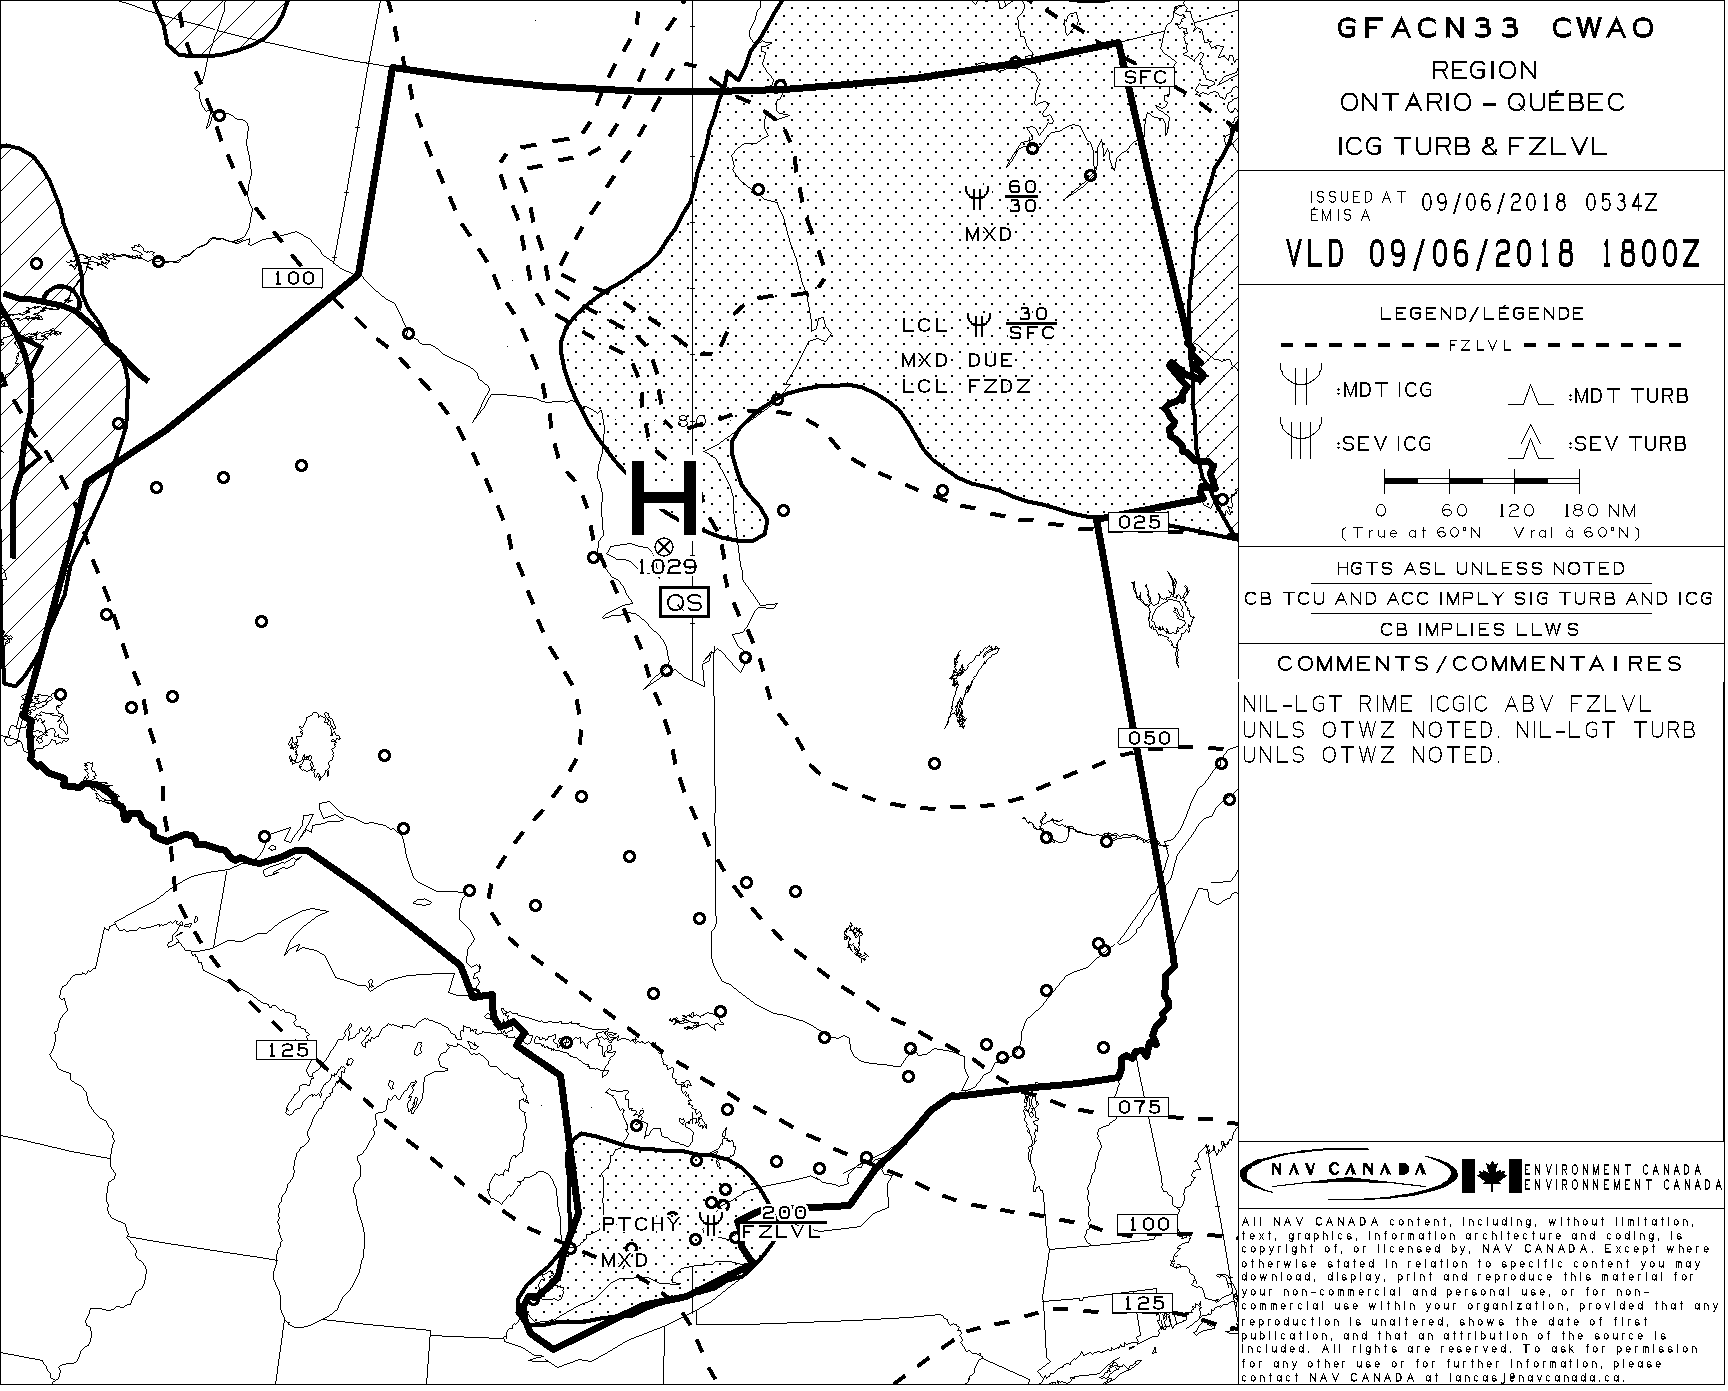 GFACN33 CWAO
REGION
ONTARIO – QUÉBEC
ICG TURB & FZLVL
ISSUED AT
ÉMIS A
09/06/2018 0534Z
VLD 09/06/2018 1800Z
LEGEND/LÉGENDE
FZLVL
:MDT ICG
:MDT TURB
:SEV ICG
:SEV TURB
0 60 120 180 NM
(True at 60°N Vrai à 60°N)
HGTS ASL UNLESS NOTED
CB TCU AND ACC IMPLY SIG TURB AND ICG
CB IMPLIES LLWS
COMMENTS/COMMENTAIRES
NIL-LGT RIME ICGIC ABV FZLVL
UNLS OTWZ NOTED. NIL-LGT TURB
UNLS OTWZ NOTED.
NAV CANADA
ENVIRONMENT CANADA
ENVIRONNEMENT CANADA
All NAV CANADA content, including, without limitation,
text, graphics, information architecture and coding, is
copyright of, or licensed by, NAV CANADA. Except where
otherwise stated in relation to specific content you may
download, display, print and reproduce this material for
your non-commercial and personal use, or for non-
commercial use within your organization, provided that any
reproduction is unaltered, shows the date of first
publication, and that an attribution of the source is
included. All rights are reserved. To ask for permission
for any other use or for further information, please
contact NAV CANADA at lancasj@navcanada.ca.
SFC
60
30
MXD
100
LCL
30
SFC
MXD DUE
LCL FZDZ
H
1029
QS
025
050
125
075
PTCHY
200
FZLVL
MXD
100
125